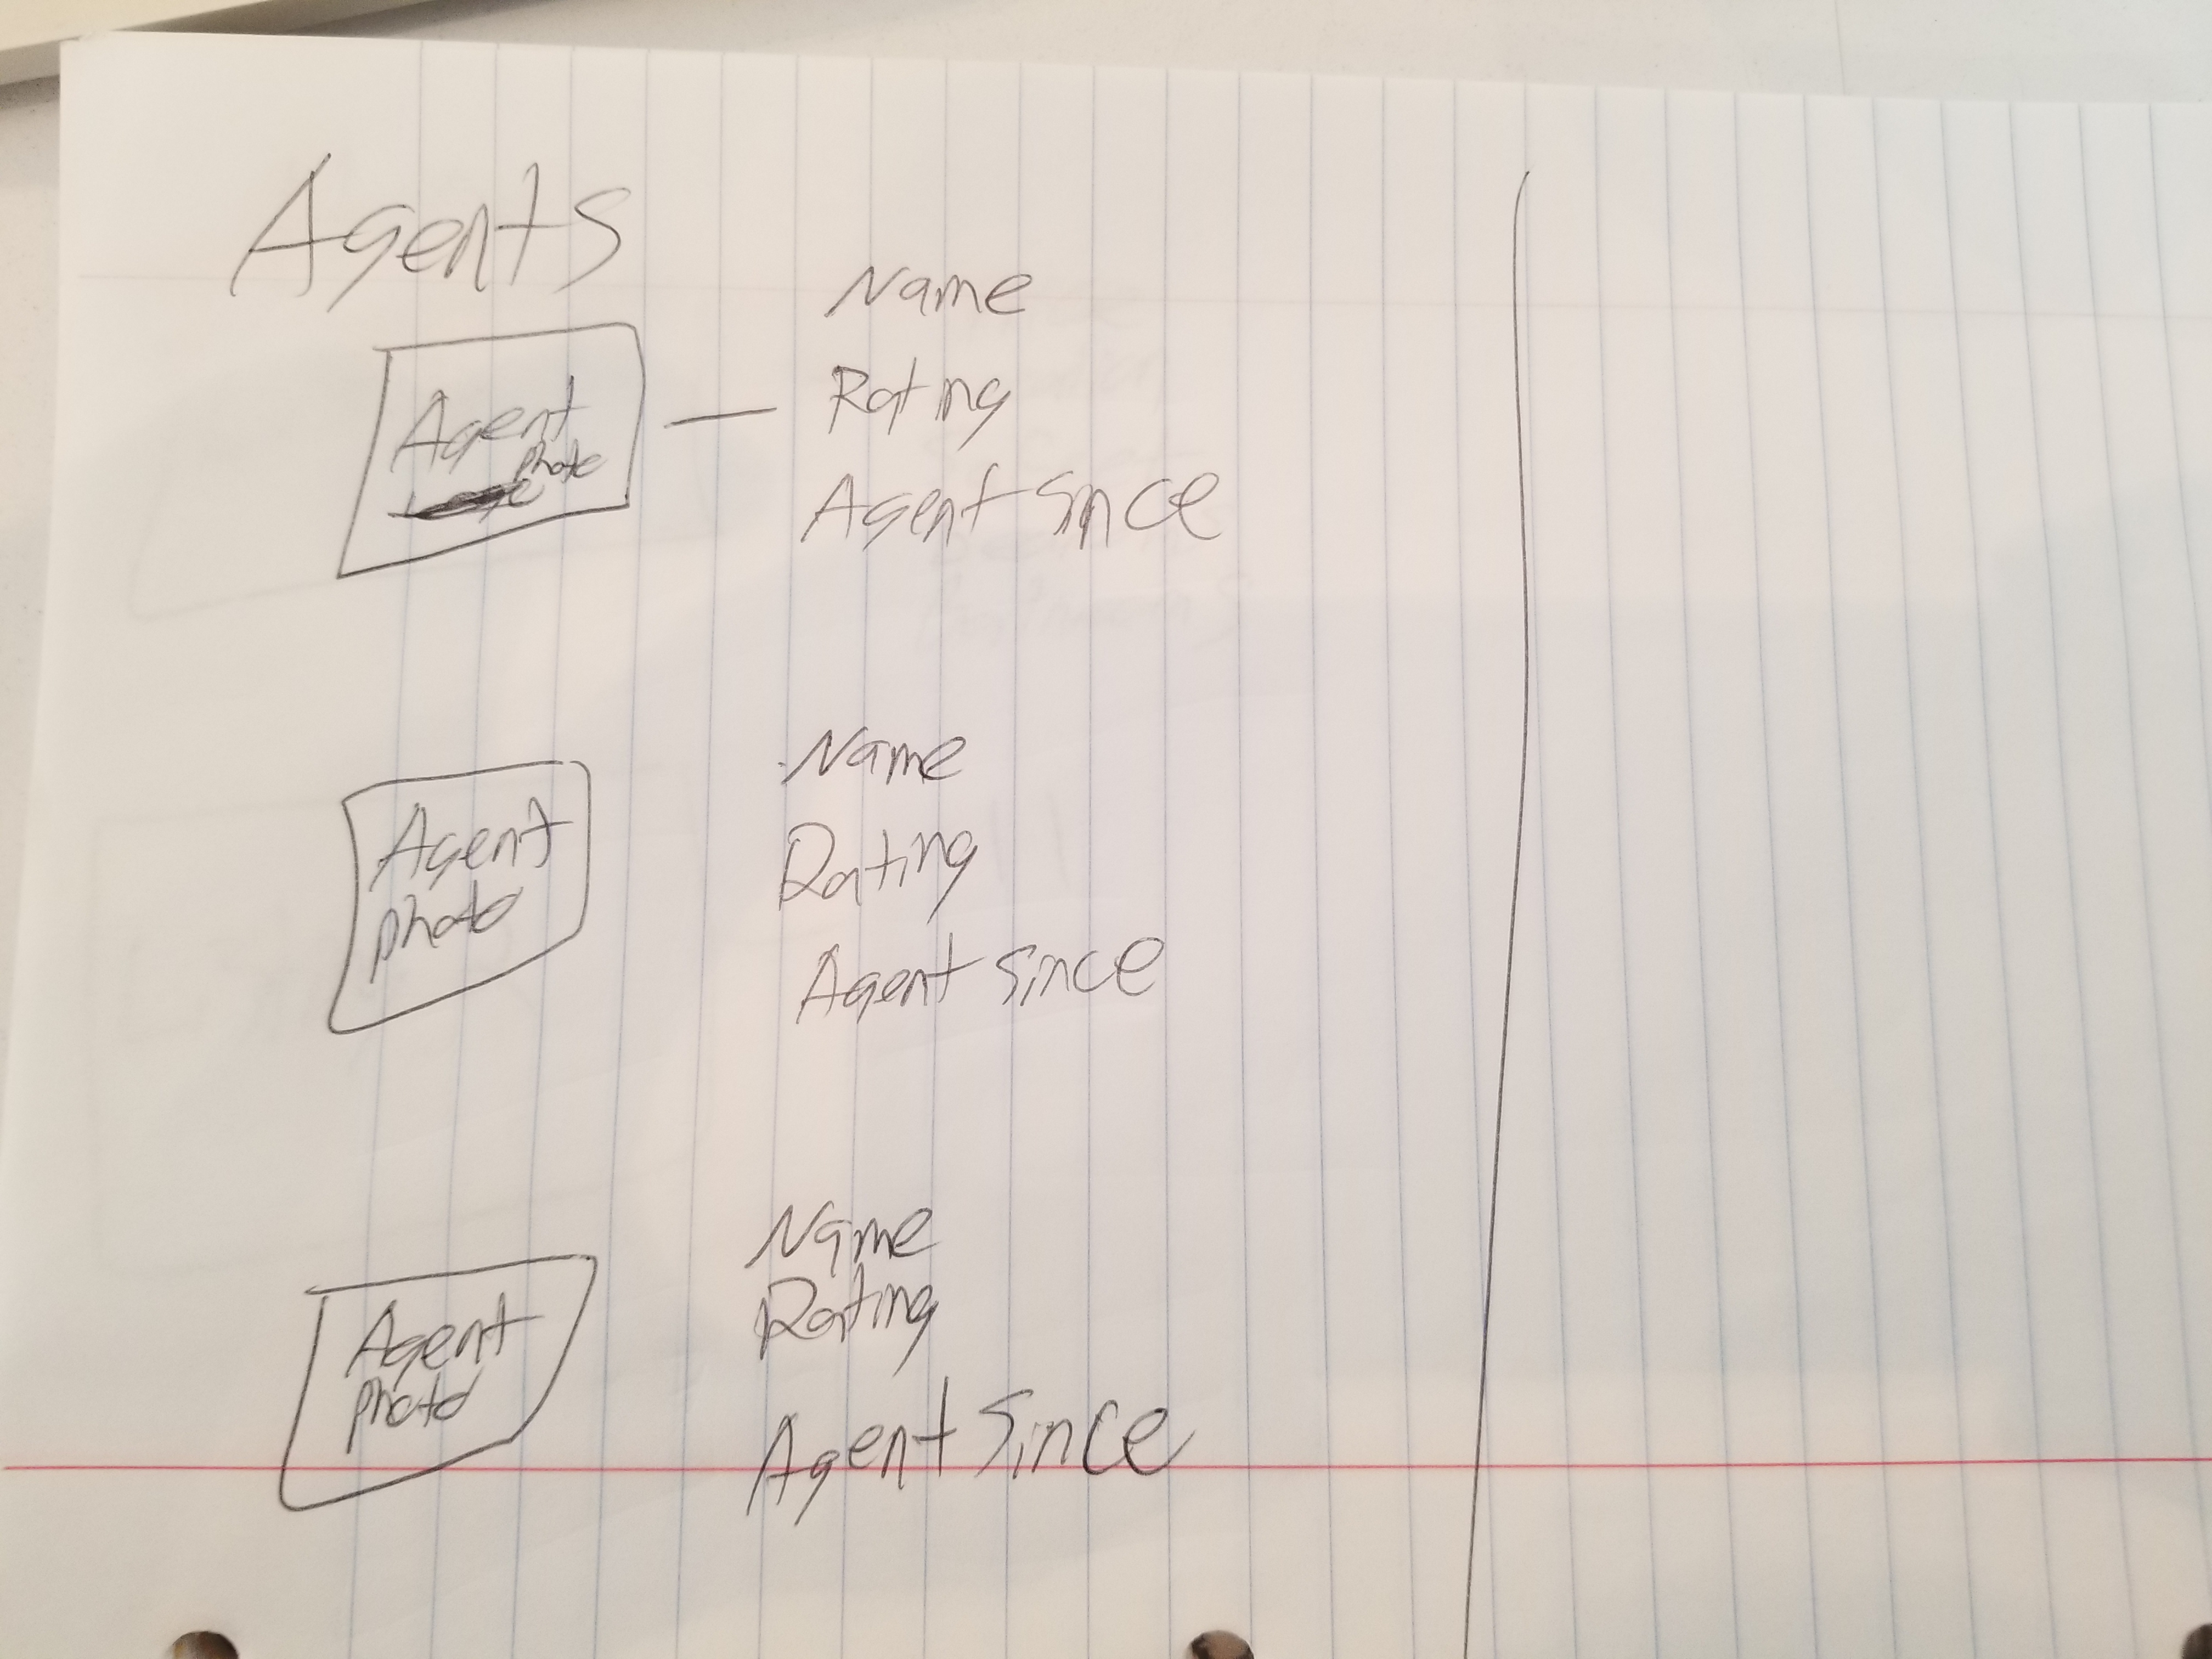 Agents
Agent
photo
Name
Rating
Agent Since
Agent
photo
Name
Rating
Agent Since
Agent
photo
Name
Rating
Agent Since